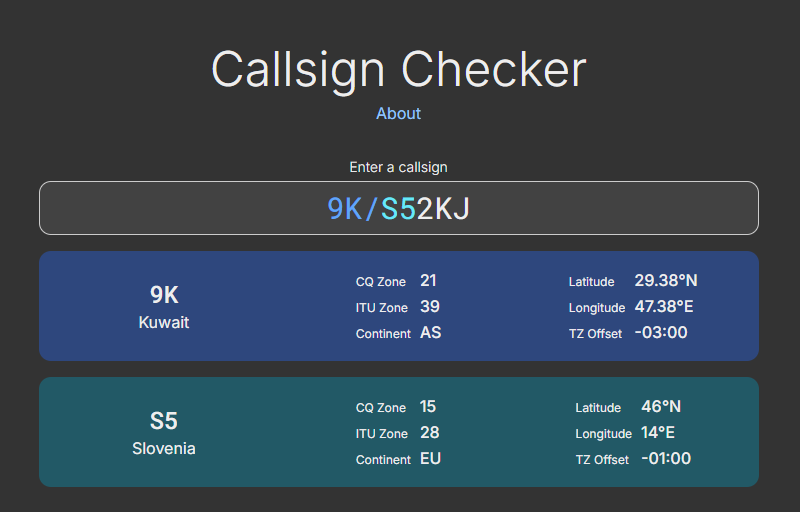 Callsign Checker
About
Enter a callsign
9K/S52KJ
9K
Kuwait
CQ Zone 21
ITU Zone 39
Continent AS
Latitude 29.38°N
Longitude 47.38°E
TZ Offset -03:00
S5
Slovenia
CQ Zone 15
ITU Zone 28
Continent EU
Latitude 46°N
Longitude 14°E
TZ Offset -01:00